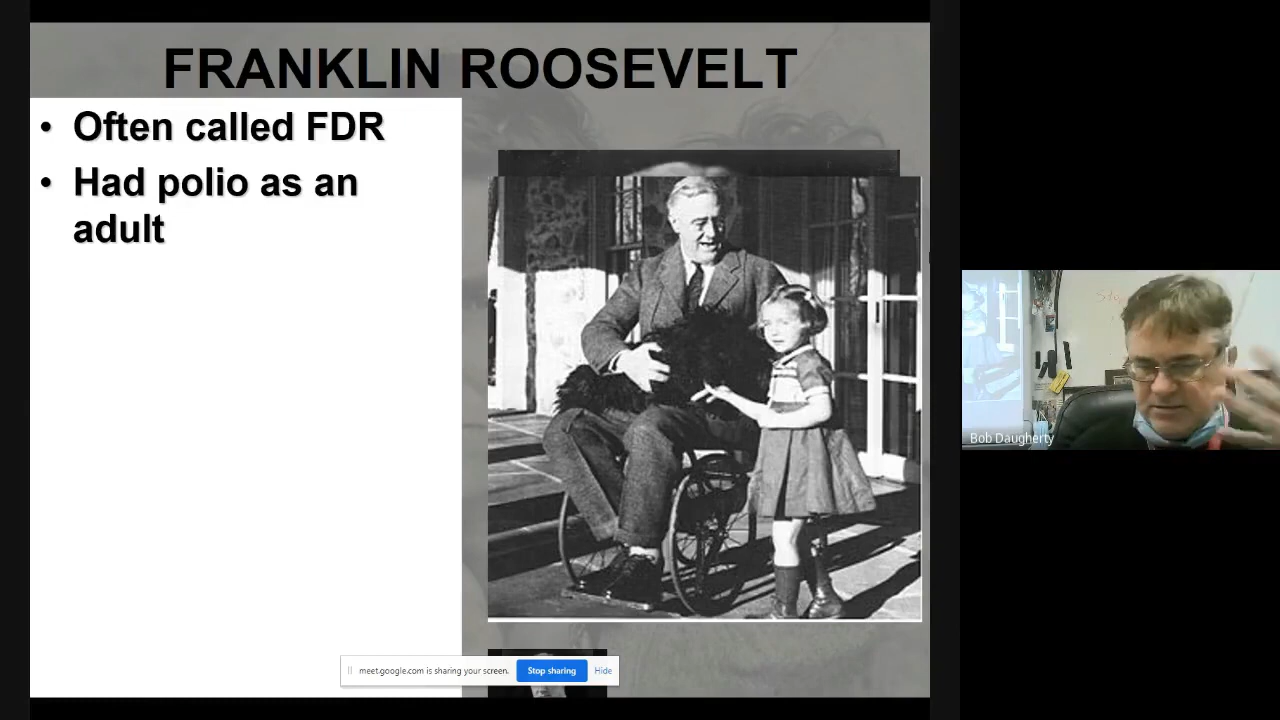 FRANKLIN ROOSEVELT
• Often called FDR
• Had polio as an
adult
Bob Daugherty
meet.google.com is sharing your screen.
Stop sharing
Hide